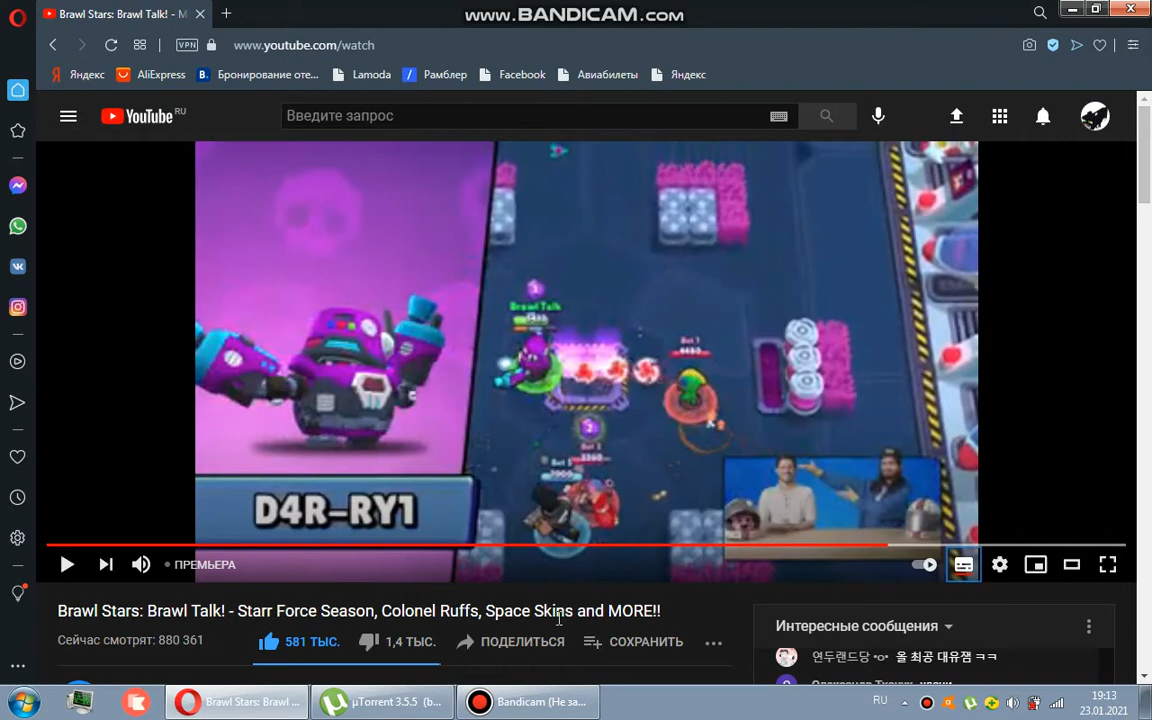 www.BANDICAM.com
Brawl Stars: Brawl Talk! - M
VPN
www.youtube.com/watch
Яндекс
AliExpress
Бронирование оте...
Lamoda
Рамблер
Facebook
Авиабилеты
Яндекс
YouTube RU
Введите запрос
Brawl Talk
Bot 1
Bot 5
D4R-RY1
ПРЕМЬЕРА
Brawl Stars: Brawl Talk! - Starr Force Season, Colonel Ruffs, Space Skins and MORE!!
Сейчас смотрят: 880 361
581 ТЫС.
1,4 ТЫС.
ПОДЕЛИТЬСЯ
СОХРАНИТЬ
Интересные сообщения
연두랜드당 올 최공 대유잼 ㅋㅋ
Brawl Stars: Brawl ...
µTorrent 3.5.5 (b...
Bandicam (Не за...
RU
19:13
23.01.2021